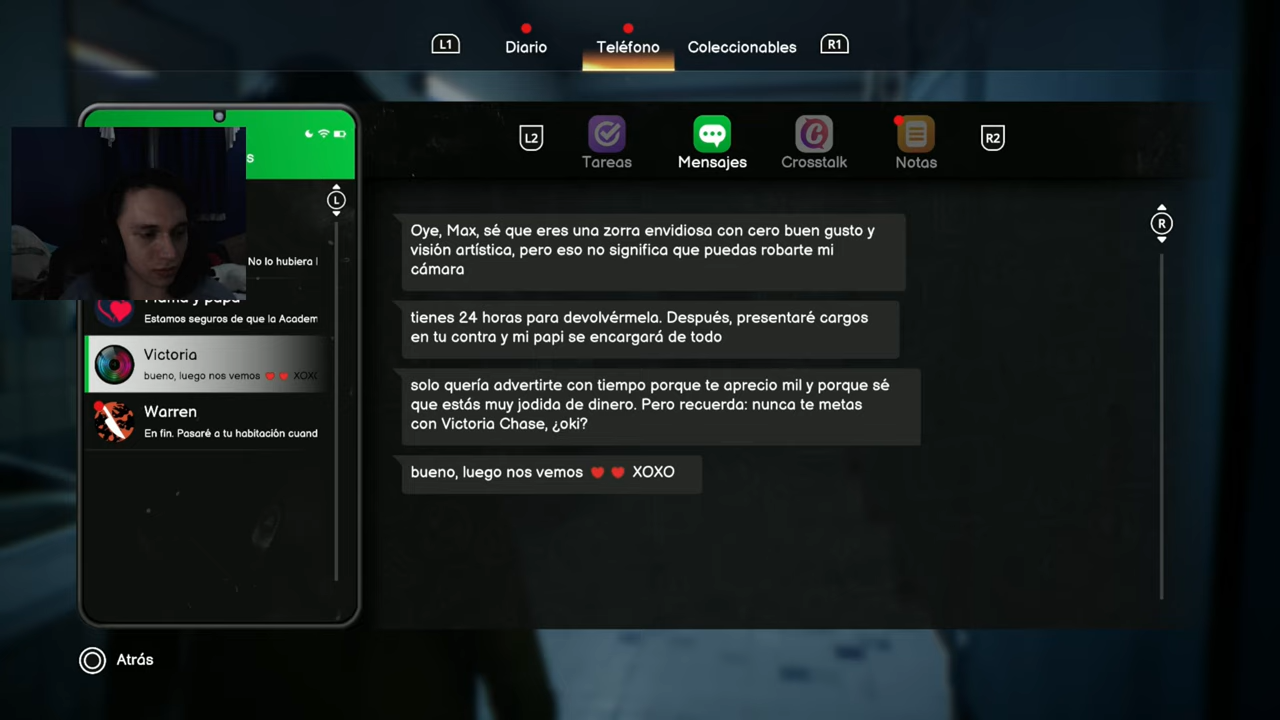 L1
Diario
Teléfono
Coleccionables
R1
L2
Tareas
Mensajes
Crosstalk
Notas
R2
s
L
No lo hubiera
Mamá y papá
Estamos seguros de que la Academ
Victoria
bueno, luego nos vemos ❤️ ❤️ XOXO
Warren
En fin. Pasaré a tu habitación cuand
R
Oye, Max, sé que eres una zorra envidiosa con cero buen gusto y
visión artística, pero eso no significa que puedas robarte mi
cámara
tienes 24 horas para devolvérmela. Después, presentaré cargos
en tu contra y mi papi se encargará de todo
solo quería advertirte con tiempo porque te aprecio mil y porque sé
que estás muy jodida de dinero. Pero recuerda: nunca te metas
con Victoria Chase, ¿oki?
bueno, luego nos vemos ❤️ ❤️ XOXO
Atrás